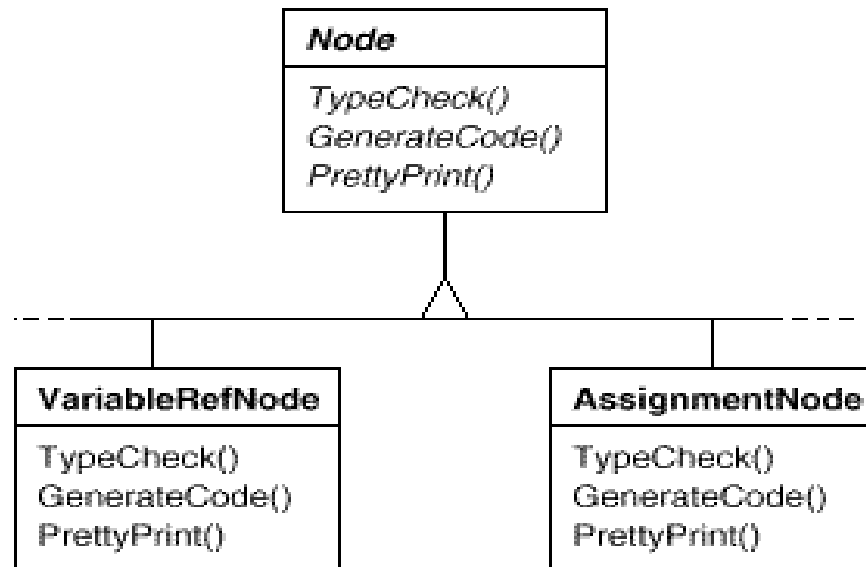 Node
TypeCheck()
GenerateCode()
PrettyPrint()
VariableRefNode
TypeCheck()
GenerateCode()
PrettyPrint()
AssignmentNode
TypeCheck()
GenerateCode()
PrettyPrint()